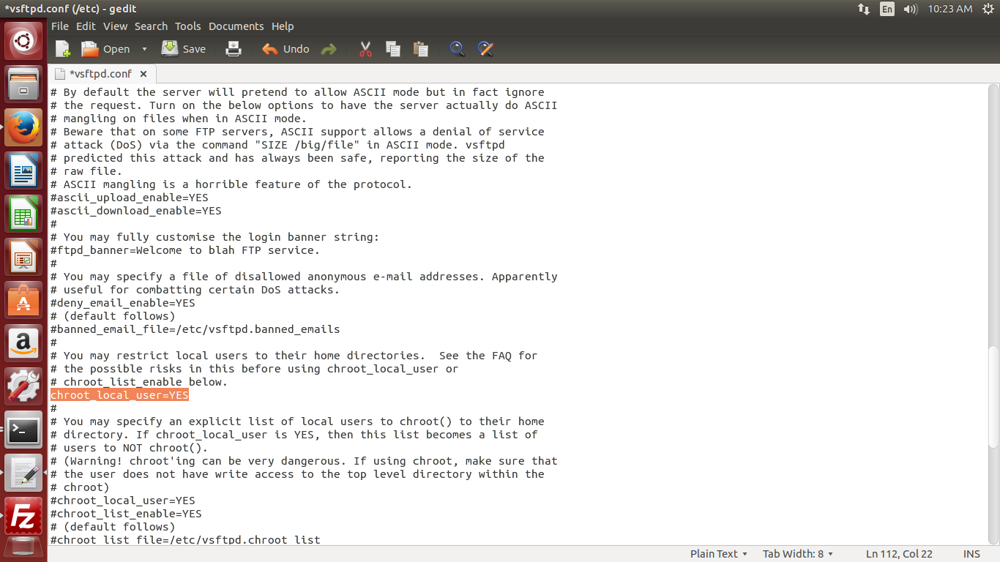 *vsftpd.conf (/etc) - gedit
En
10:23 AM
File Edit View Search Tools Documents Help
Open
Save
Undo
*vsftpd.conf
# By default the server will pretend to allow ASCII mode but in fact ignore
# the request. Turn on the below options to have the server actually do ASCII
# mangling on files when in ASCII mode.
# Beware that on some FTP servers, ASCII support allows a denial of service
# attack (DoS) via the command "SIZE /big/file" in ASCII mode. vsftpd
# predicted this attack and has always been safe, reporting the size of the
# raw file.
# ASCII mangling is a horrible feature of the protocol.
#ascii_upload_enable=YES
#ascii_download_enable=YES
#
# You may fully customise the login banner string:
#ftpd_banner=Welcome to blah FTP service.
#
# You may specify a file of disallowed anonymous e-mail addresses. Apparently
# useful for combatting certain DoS attacks.
#deny_email_enable=YES
# (default follows)
#banned_email_file=/etc/vsftpd.banned_emails
#
# You may restrict local users to their home directories.  See the FAQ for
# the possible risks in this before using chroot_local_user or
# chroot_list_enable below.
chroot_local_user=YES
#
# You may specify an explicit list of local users to chroot() to their home
# directory. If chroot_local_user is YES, then this list becomes a list of
# users to NOT chroot().
# (Warning! chroot'ing can be very dangerous. If using chroot, make sure that
# the user does not have write access to the top level directory within the
# chroot)
#chroot_local_user=YES
#chroot_list_enable=YES
# (default follows)
#chroot_list_file=/etc/vsftpd.chroot_list
Plain Text
Tab Width: 8
Ln 112, Col 22
INS
A
a
>_
Fz